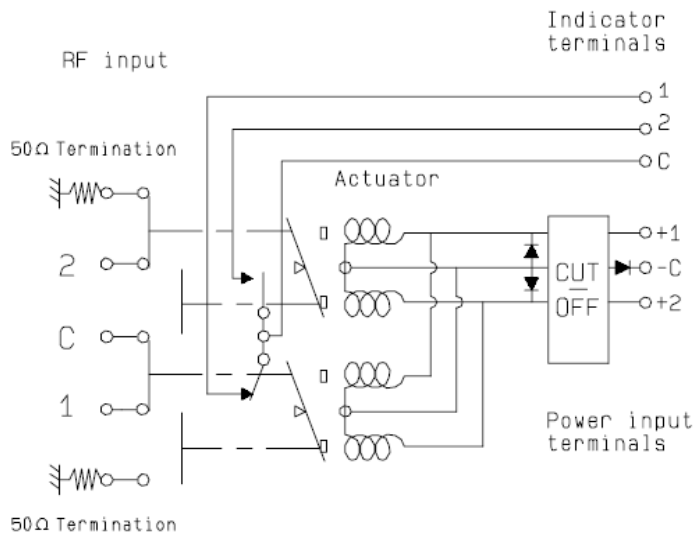 Indicator
terminals
RF input
1
2
C
50Ω Termination
Actuator
2
C
1
+1
-C
+2
CUT
OFF
Power input
terminals
50Ω Termination